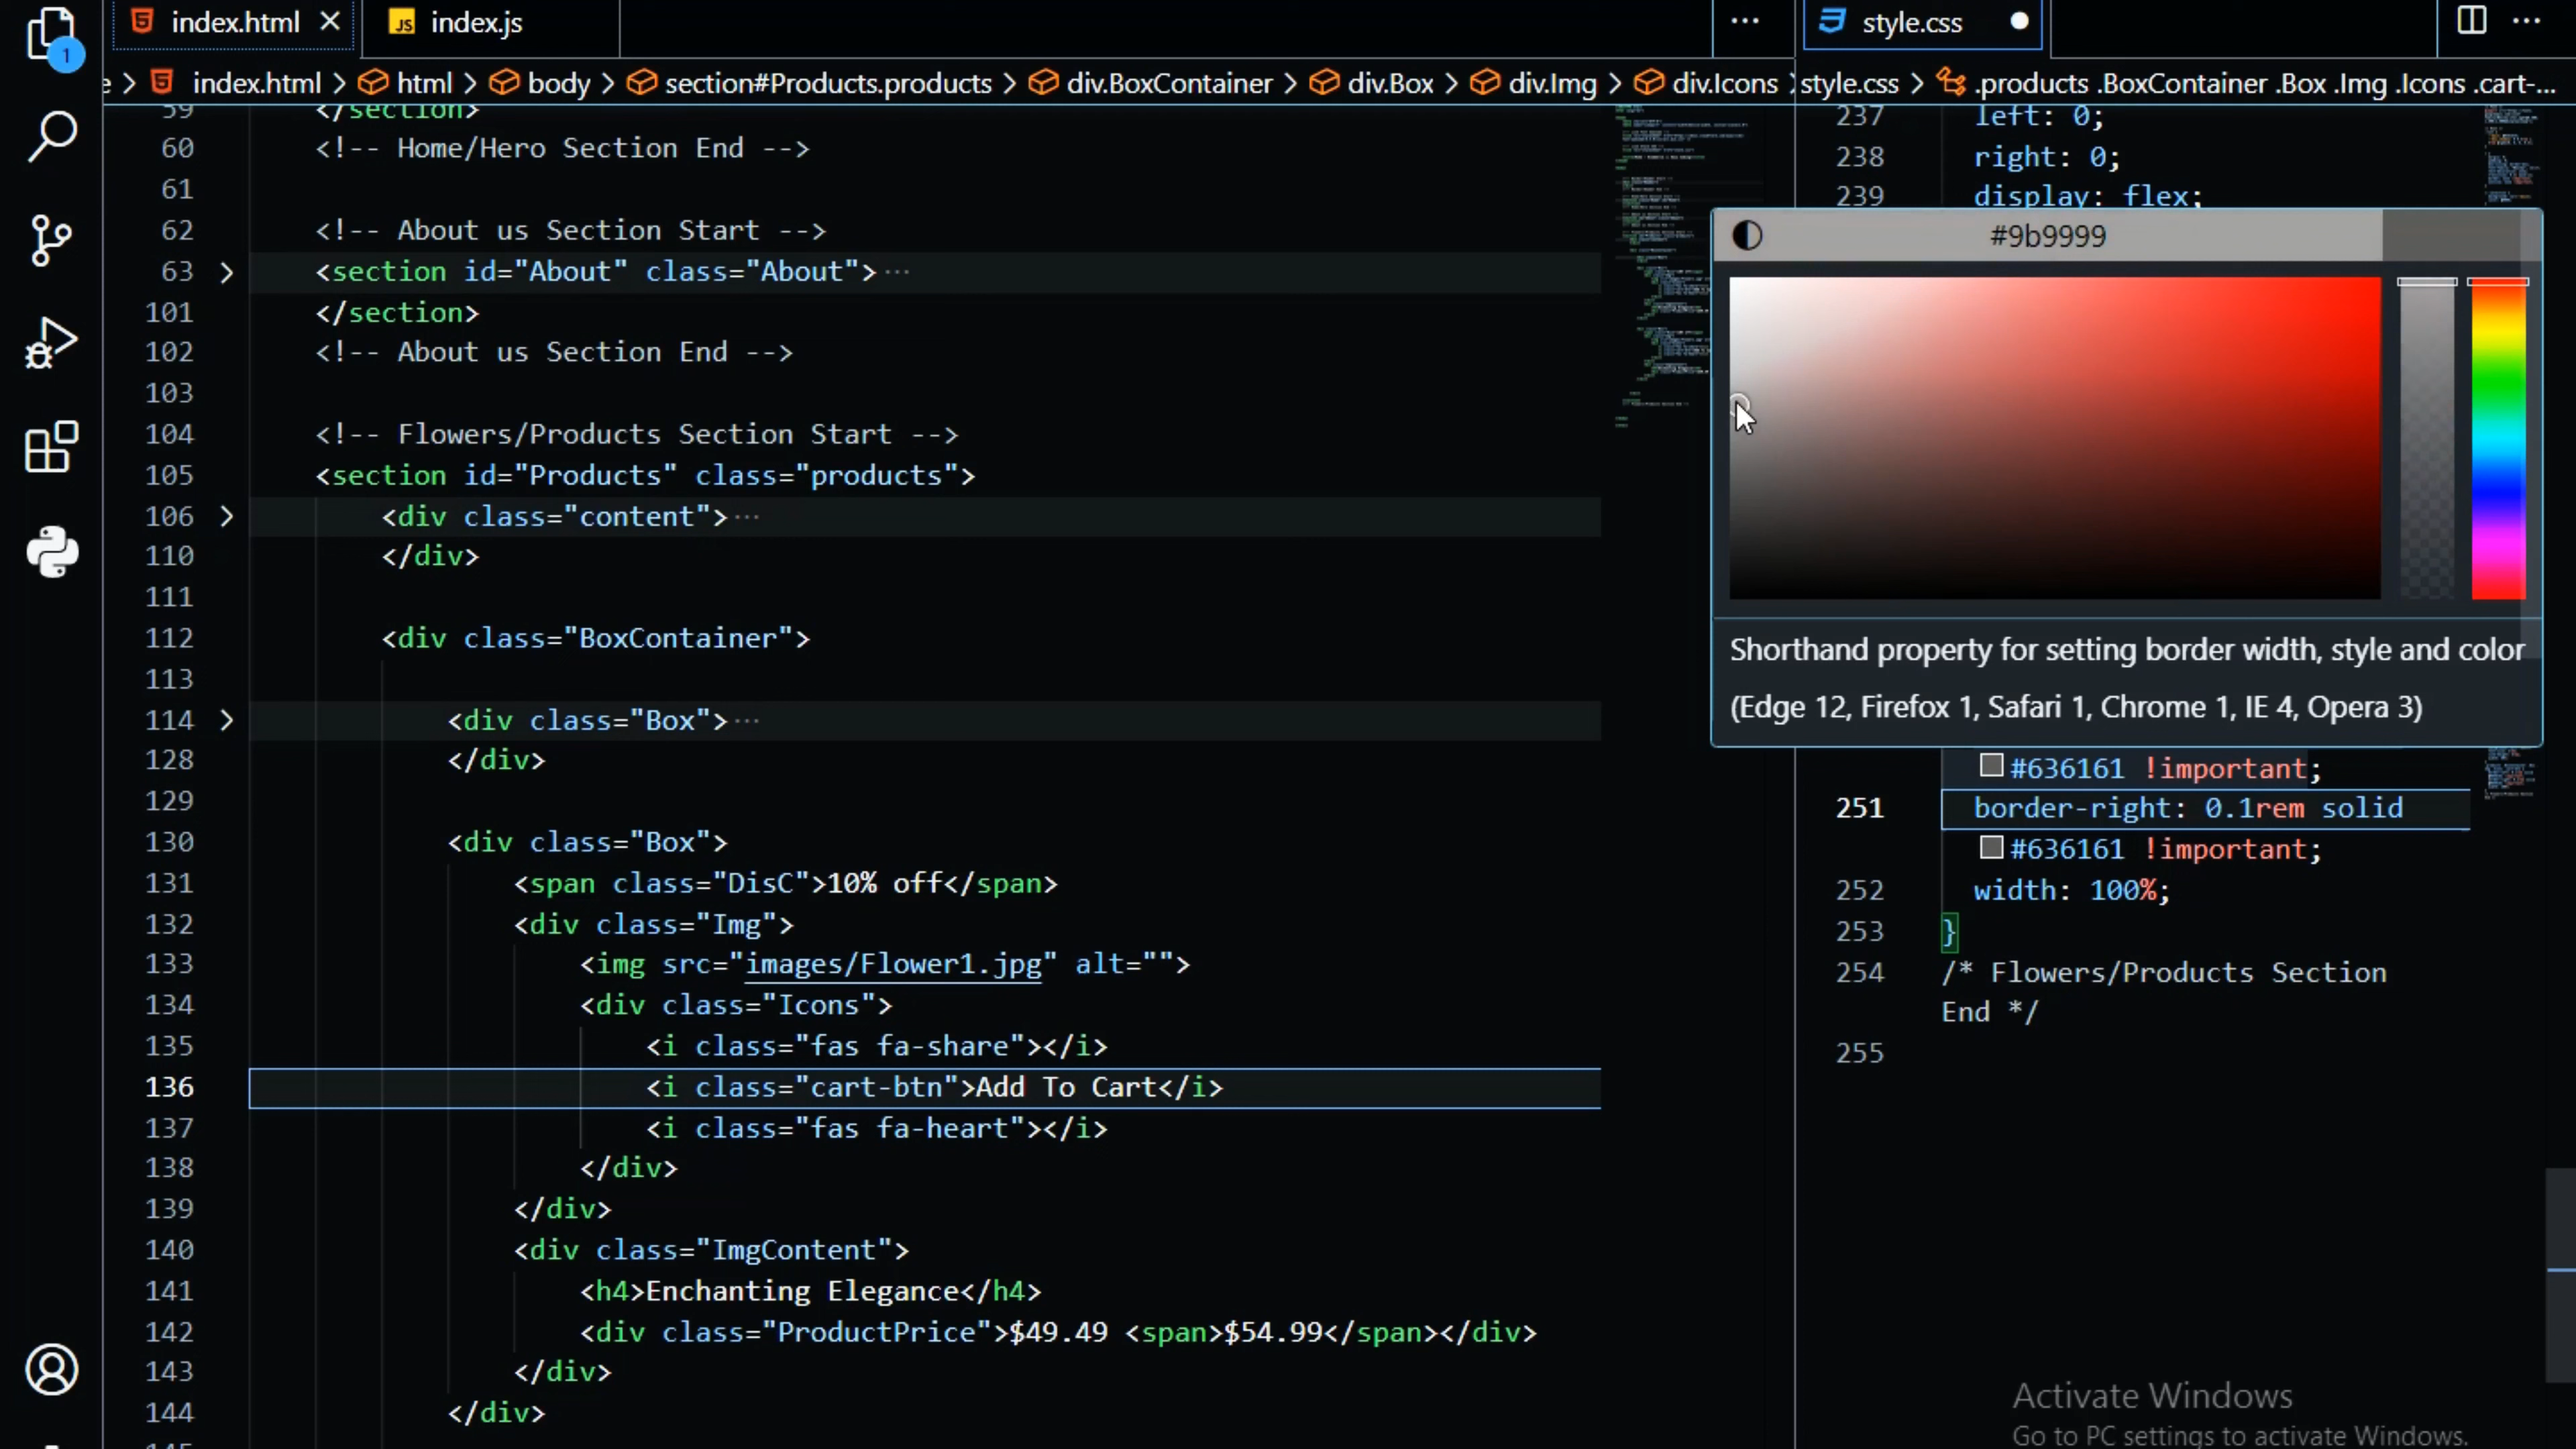 index.html
index.js
style.css
1
e > index.html > html > body > section#Products.products > div.BoxContainer > div.Box > div.Img > div.Icons
style.css > .products .BoxContainer .Box .Img .Icons .cart-...
59 </section>
60 <!-- Home/Hero Section End -->
61
62 <!-- About us Section Start -->
63 <section id="About" class="About">···
101 </section>
102 <!-- About us Section End -->
103
104 <!-- Flowers/Products Section Start -->
105 <section id="Products" class="products">
106 <div class="content">···
110 </div>
111
112 <div class="BoxContainer">
113
114 <div class="Box">···
128 </div>
129
130 <div class="Box">
131 <span class="DisC">10% off</span>
132 <div class="Img">
133 <img src="images/Flower1.jpg" alt="">
134 <div class="Icons">
135 <i class="fas fa-share"></i>
136 <i class="cart-btn">Add To Cart</i>
137 <i class="fas fa-heart"></i>
138 </div>
139 </div>
140 <div class="ImgContent">
141 <h4>Enchanting Elegance</h4>
142 <div class="ProductPrice">$49.49 <span>$54.99</span></div>
143 </div>
144 </div>
237 left: 0;
238 right: 0;
239 display: flex;
#9b9999
Shorthand property for setting border width, style and color
(Edge 12, Firefox 1, Safari 1, Chrome 1, IE 4, Opera 3)
#636161 !important;
251 border-right: 0.1rem solid
#636161 !important;
252 width: 100%;
253 }
254 /* Flowers/Products Section
End */
255
Activate Windows
Go to PC settings to activate Windows.